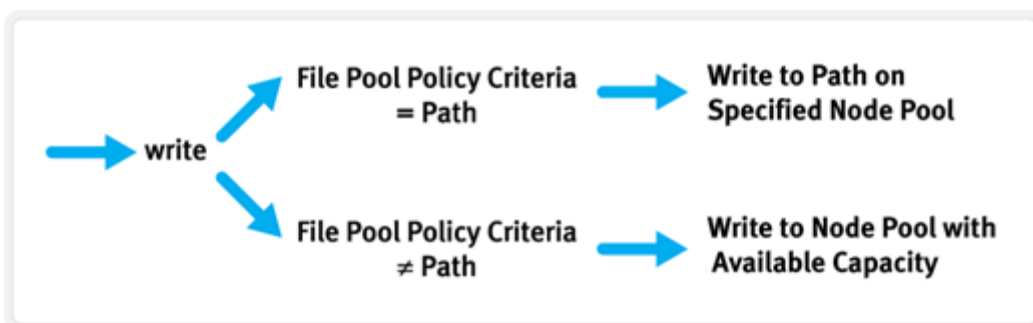 write
File Pool Policy Criteria
= Path
Write to Path on
Specified Node Pool
File Pool Policy Criteria
≠ Path
Write to Node Pool with
Available Capacity